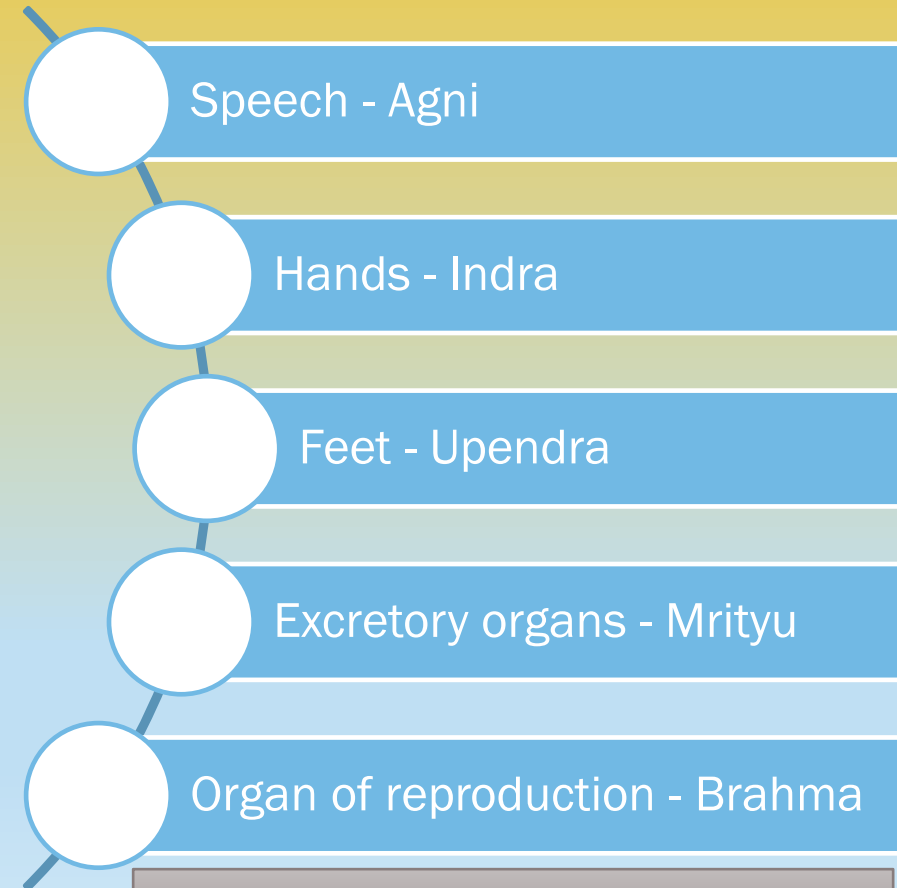 Speech - Agni
Hands - Indra
Feet - Upendra
Excretory organs - Mrityu
Organ of reproduction - Brahma